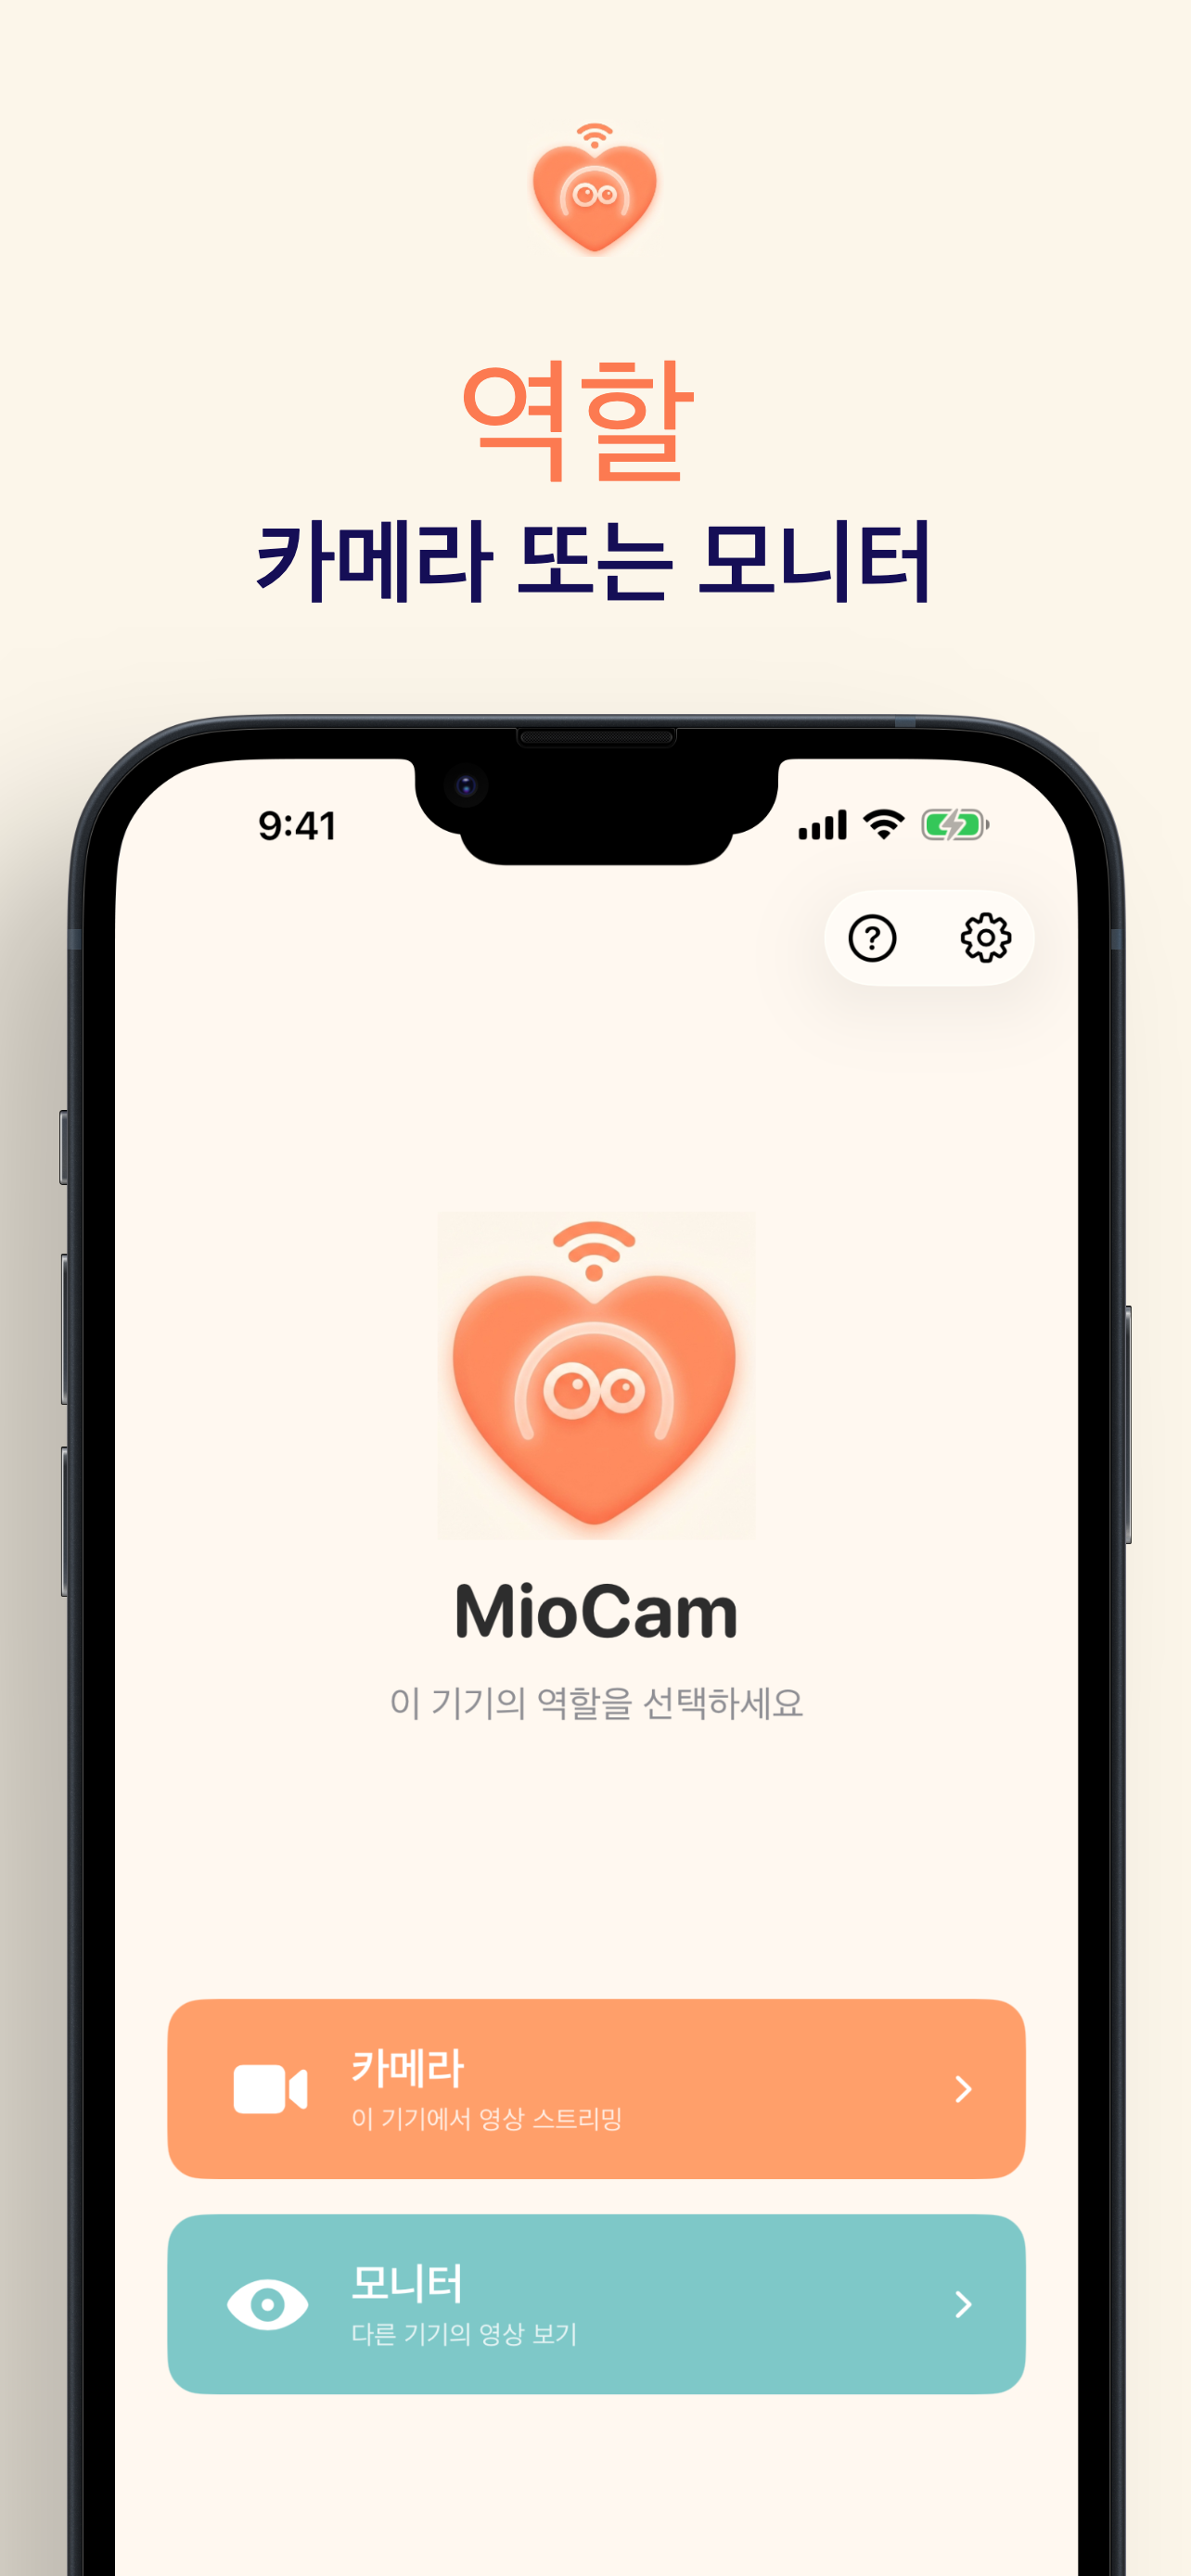 역할
카메라 또는 모니터
9:41
MioCam
이 기기의 역할을 선택하세요
카메라
이 기기에서 영상 스트리밍
모니터
다른 기기의 영상 보기